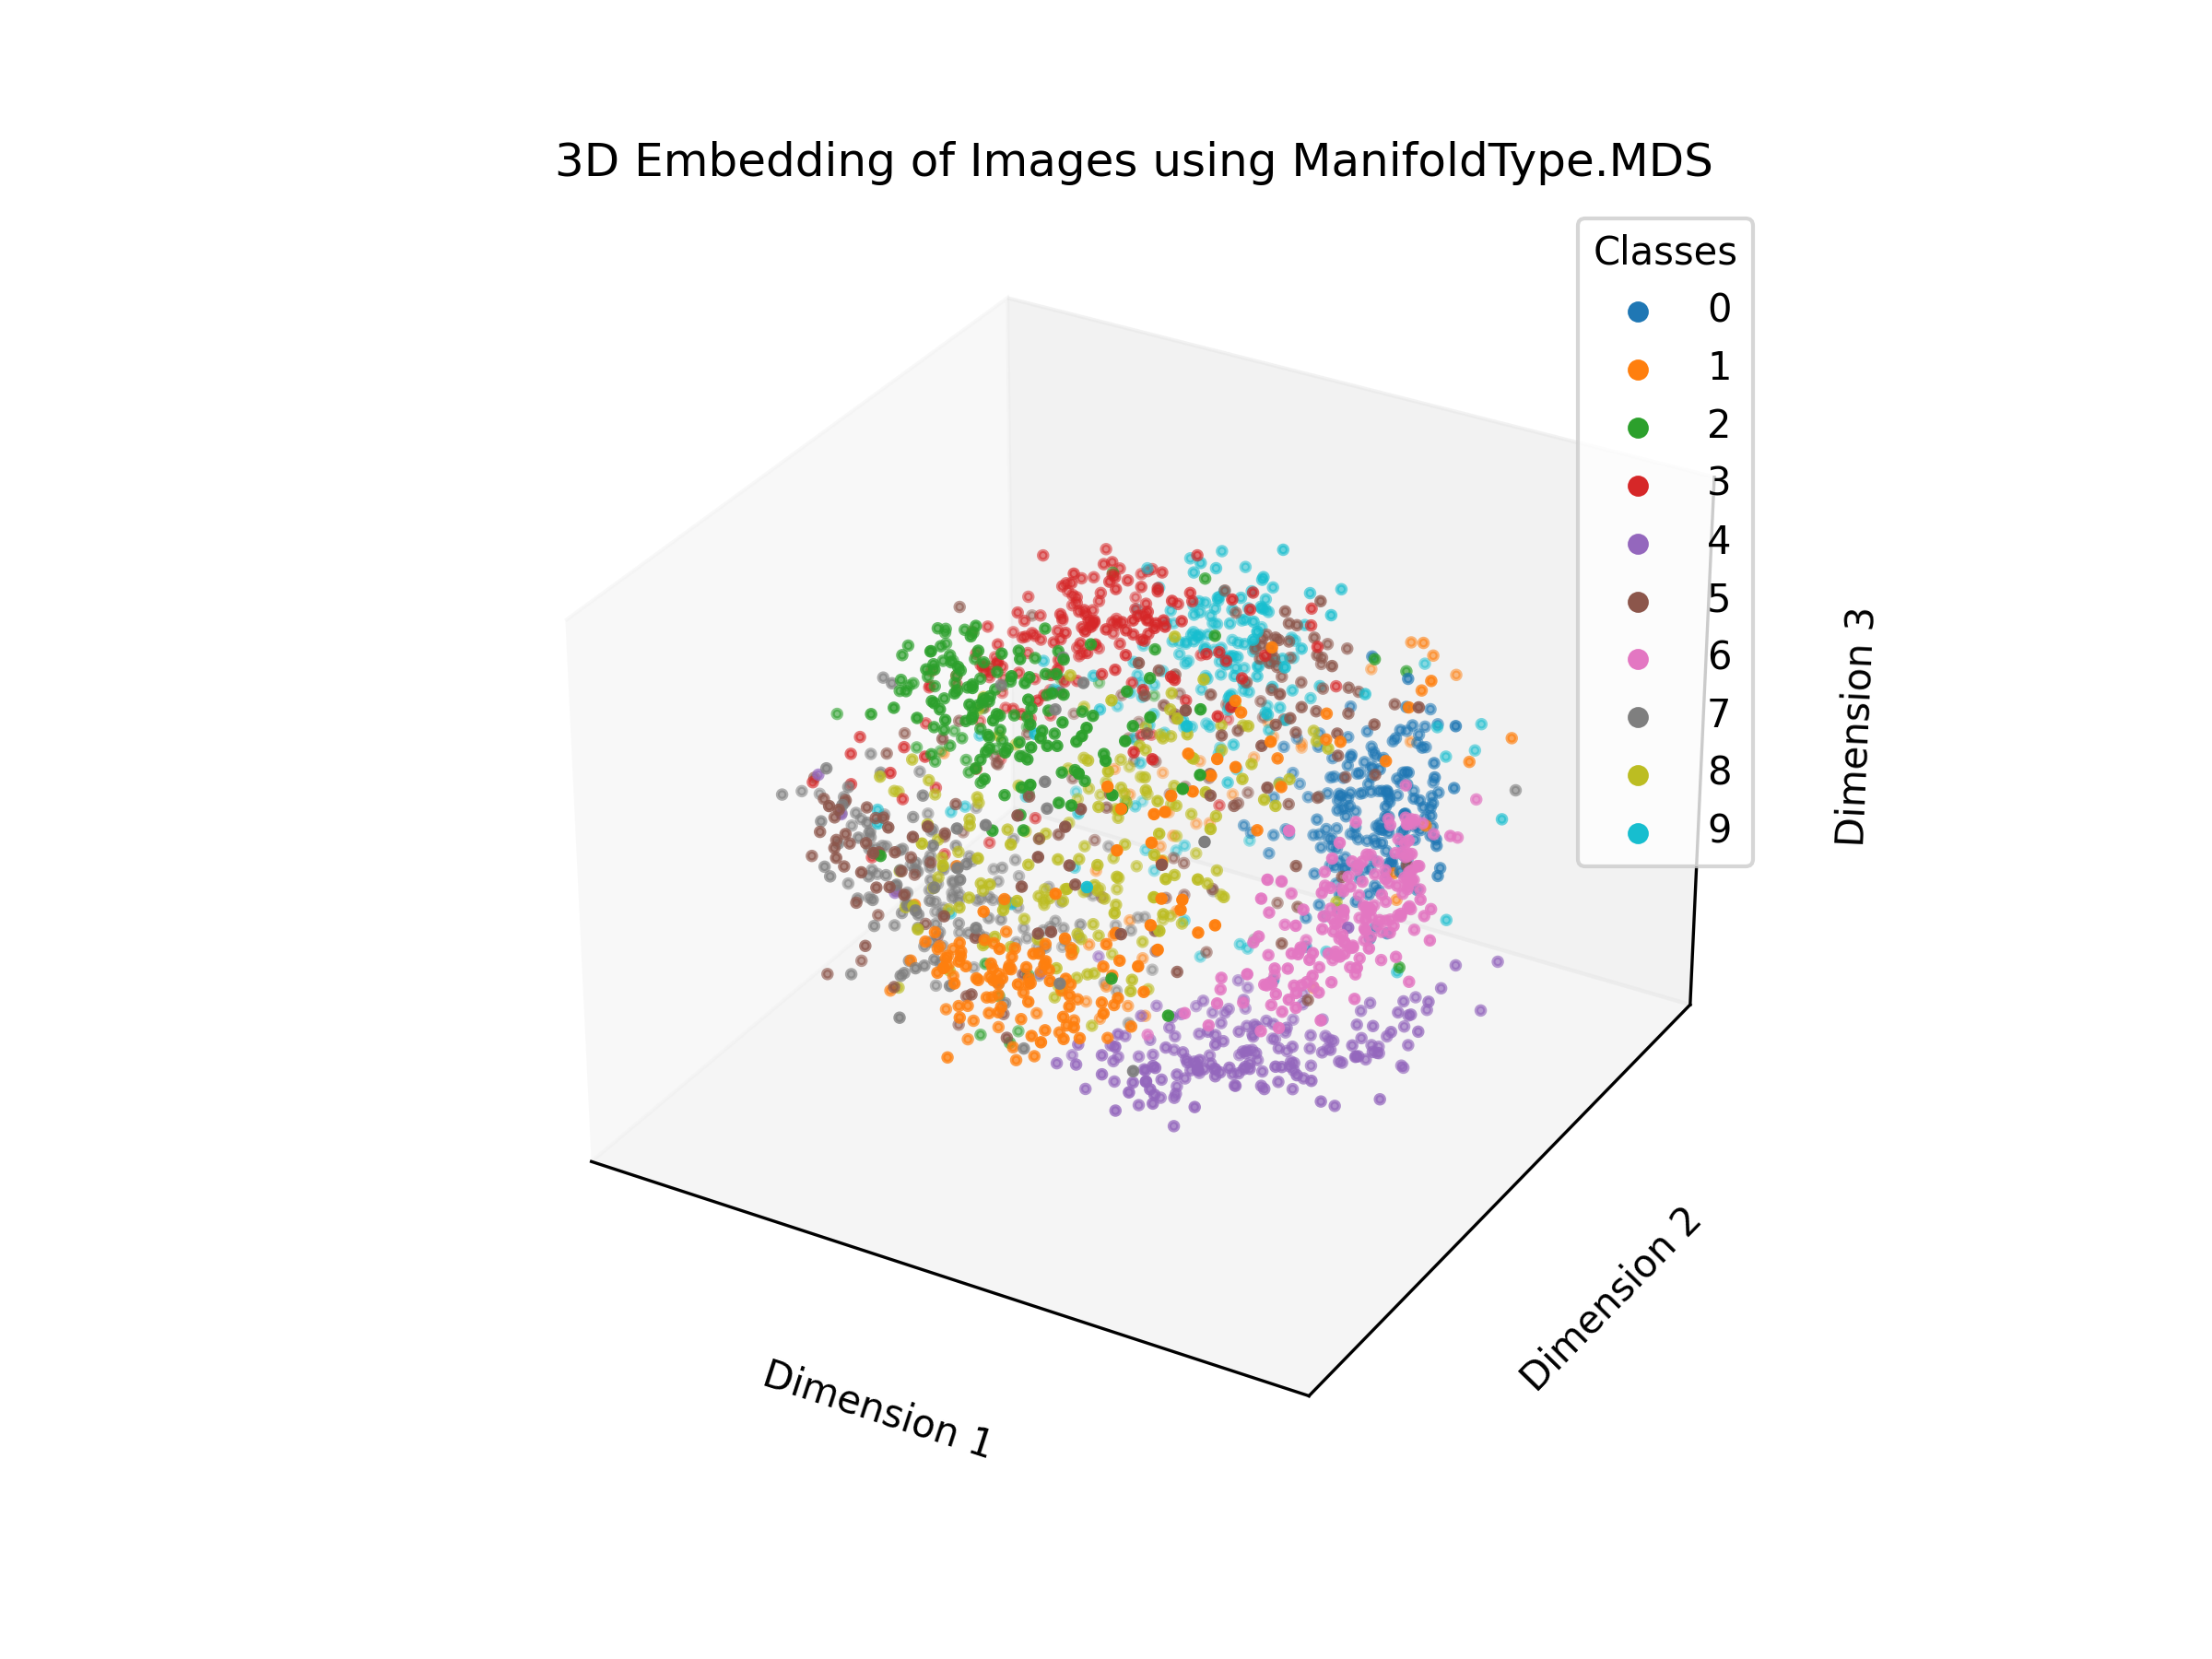 3D Embedding of Images using ManifoldType.MDS
Classes
0
1
2
3
4
5
6
7
8
9
Dimension 3
Dimension 2
Dimension 1